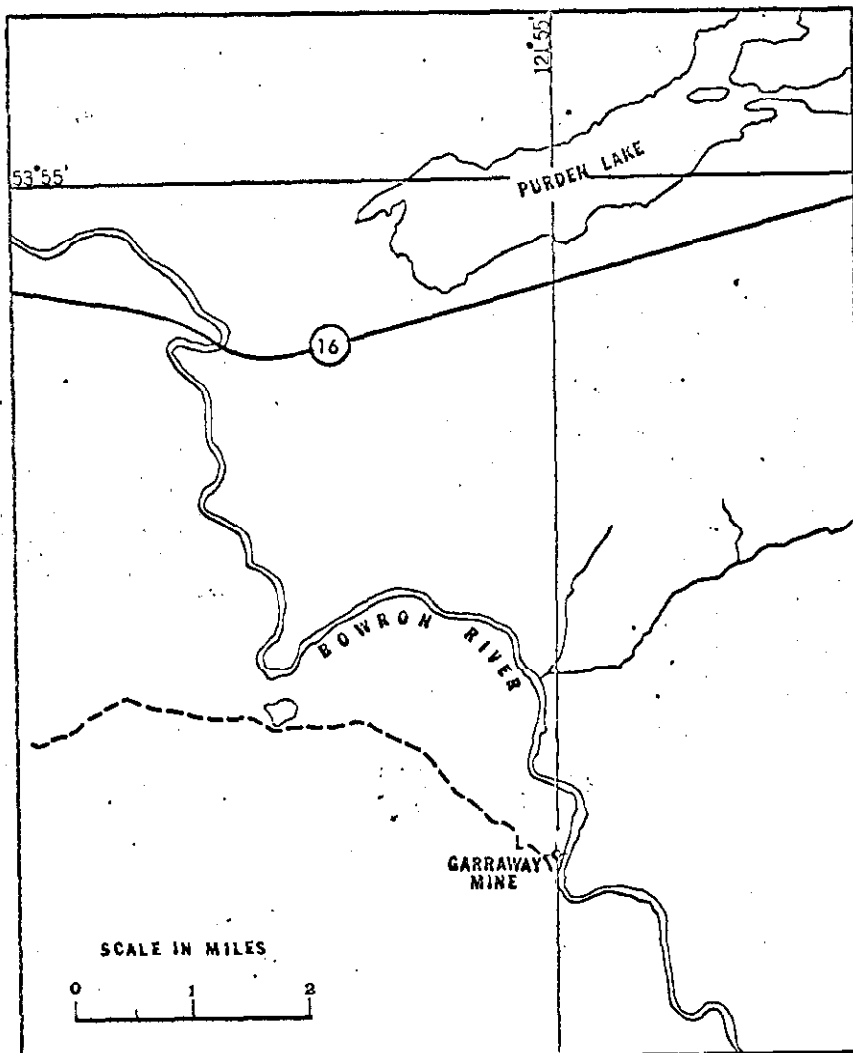 121°55'
53°55'
PURDEN LAKE
16
BOWRON RIVER
L
GARRAWAY
MINE
SCALE IN MILES
0 1 2